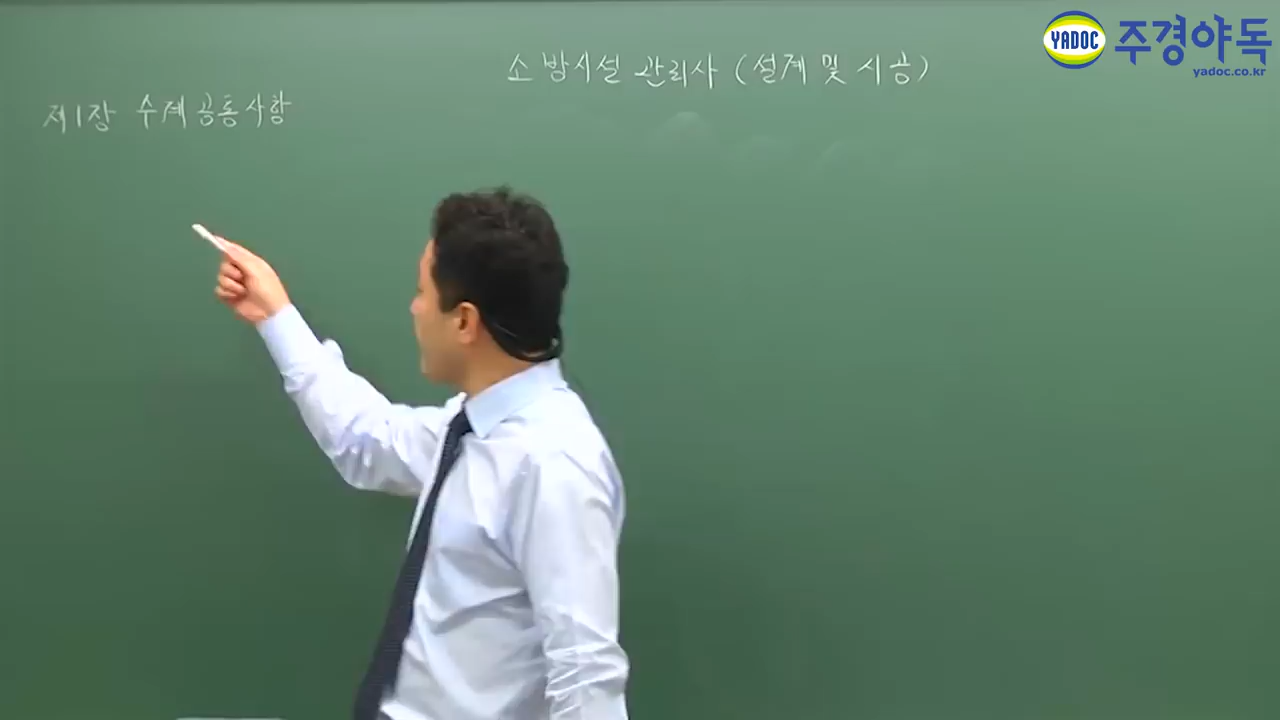 YADOC 주경야독
yadoc.co.kr
소방시설 관리사 (설계 및 시공)
제1장 수계 공통사항